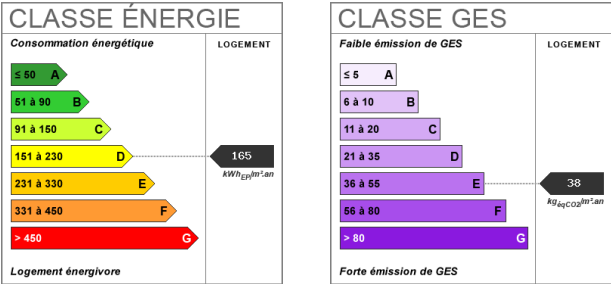 CLASSE ÉNERGIE
Consommation énergétique
LOGEMENT
≤ 50 A
51 à 90 B
91 à 150 C
151 à 230 D
165
kWhEP/m².an
231 à 330 E
331 à 450 F
> 450 G
Logement énergivore
CLASSE GES
Faible émission de GES
LOGEMENT
≤ 5 A
6 à 10 B
11 à 20 C
21 à 35 D
36 à 55 E
38
kgéqCO2/m².an
56 à 80 F
> 80 G
Forte émission de GES